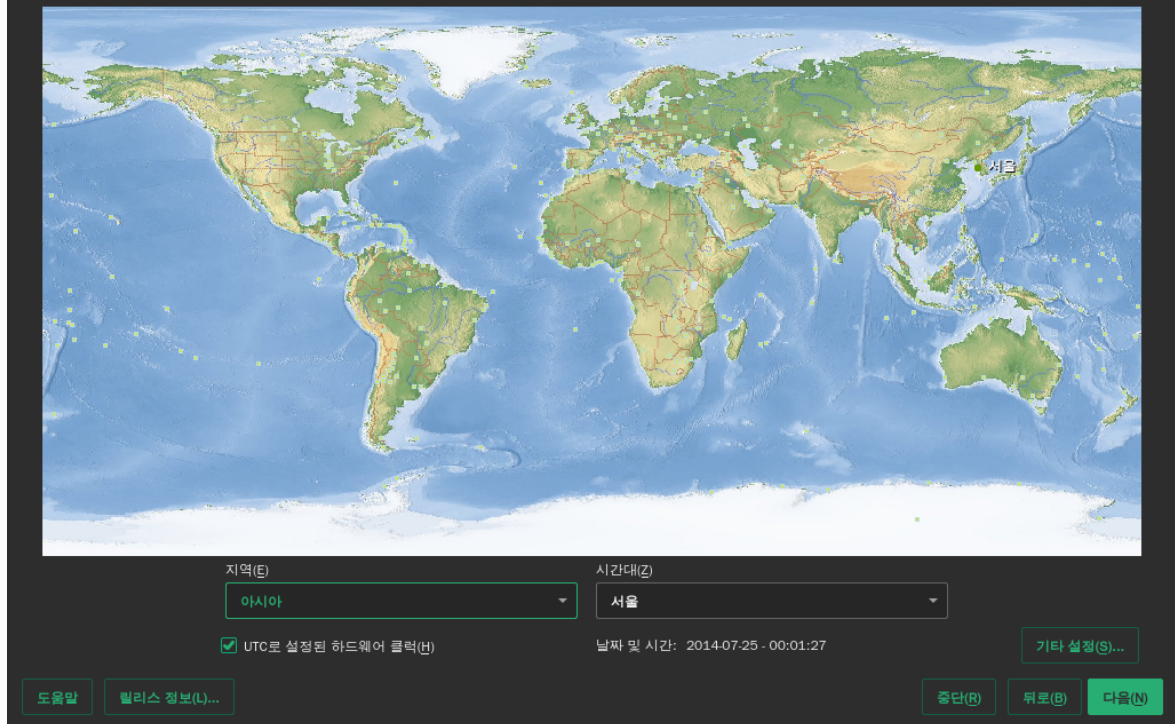 서울
지역(E)
시간대(Z)
아시아
서울
UTC로 설정된 하드웨어 클럭(H)
날짜 및 시간: 2014-07-25 - 00:01:27
기타 설정(S)...
도움말
릴리스 정보(L)...
중단(R)
뒤로(B)
다음(N)